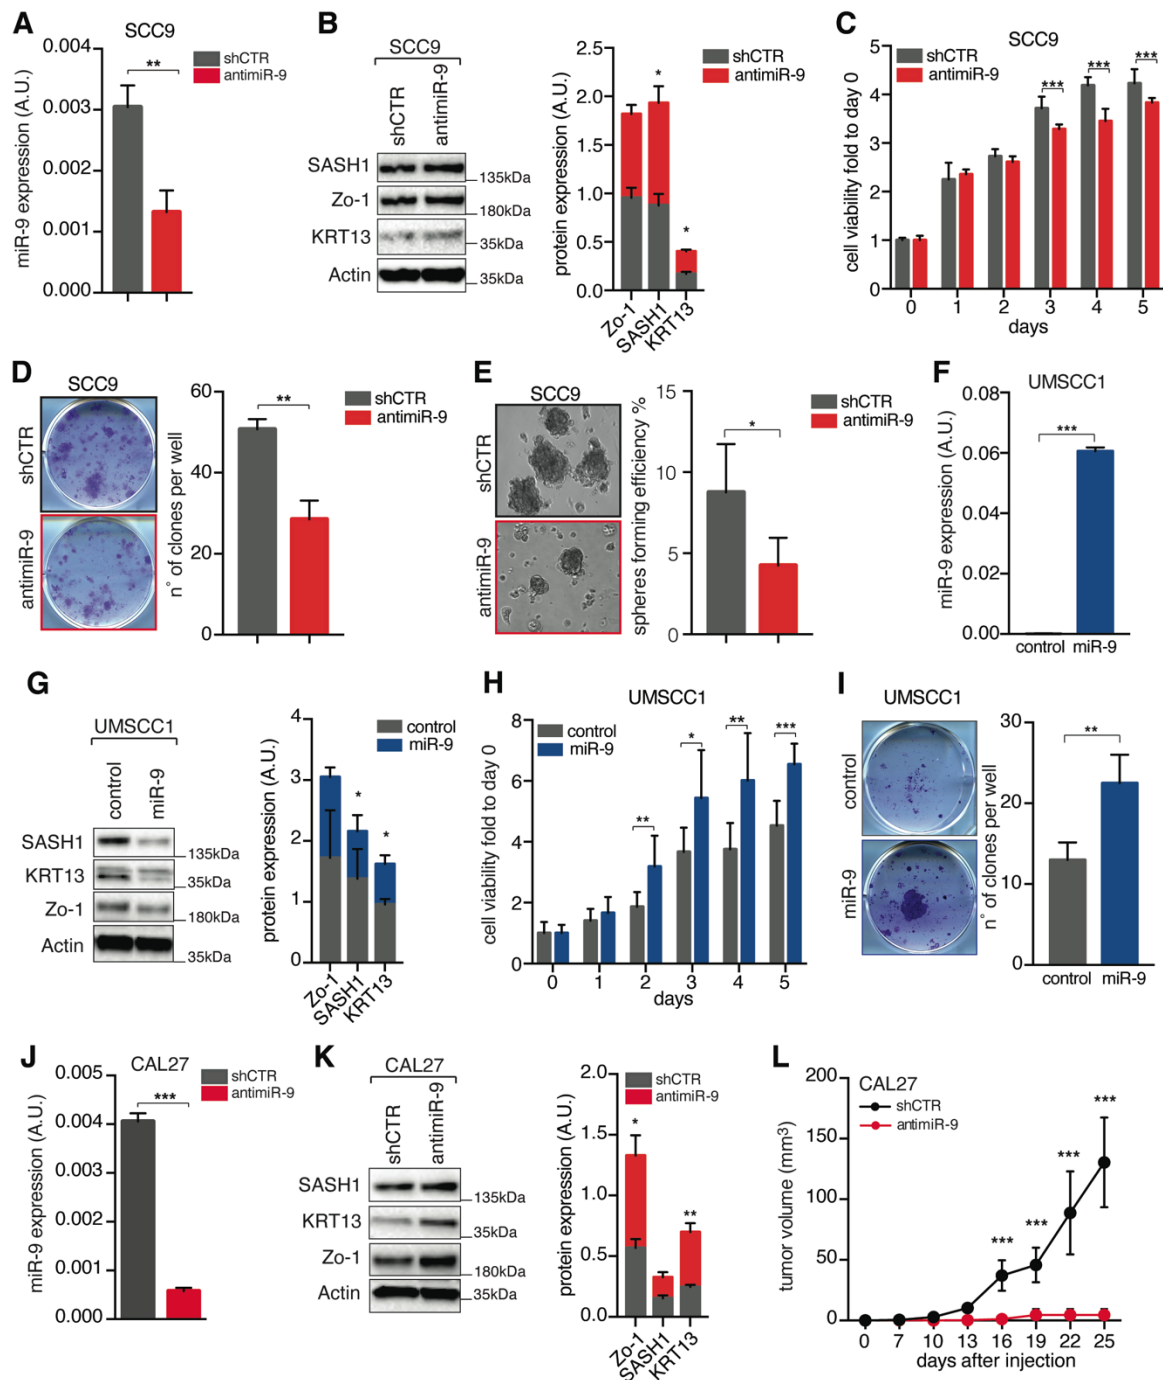 A
SCC9
shCTR
antimiR-9
miR-9 expression (A.U.)
0.004
0.003
0.002
0.001
0.000
**
B
SCC9
shCTR
antimiR-9
SASH1
135kDa
Zo-1
180kDa
KRT13
35kDa
Actin
35kDa
protein expression (A.U.)
2.5
2.0
1.5
1.0
0.5
0.0
*
*
Zo-1
SASH1
KRT13
shCTR
antimiR-9
C
SCC9
shCTR
antimiR-9
cell viability fold to day 0
5
4
3
2
1
0
***
***
***
0 1 2 3 4 5
days
D
SCC9
shCTR
antimiR-9
n° of clones per well
60
40
20
0
**
shCTR
antimiR-9
E
SCC9
shCTR
antimiR-9
spheres forming efficiency %
15
10
5
0
*
shCTR
antimiR-9
F
UMSCC1
miR-9 expression (A.U.)
0.08
0.06
0.04
0.02
0.00
***
control miR-9
G
UMSCC1
control
miR-9
SASH1
135kDa
KRT13
35kDa
Zo-1
180kDa
Actin
35kDa
protein expression (A.U.)
4
3
2
1
0
*
*
Zo-1
SASH1
KRT13
control
miR-9
H
UMSCC1
control
miR-9
cell viability fold to day 0
8
6
4
2
0
**
*
**
***
0 1 2 3 4 5
days
I
UMSCC1
control
miR-9
n° of clones per well
30
20
10
0
**
control miR-9
J
CAL27
shCTR
antimiR-9
miR-9 expression (A.U.)
0.005
0.004
0.003
0.002
0.001
0.000
***
K
CAL27
shCTR
antimiR-9
SASH1
135kDa
KRT13
35kDa
Zo-1
180kDa
Actin
35kDa
protein expression (A.U.)
2.0
1.5
1.0
0.5
0.0
*
**
Zo-1
SASH1
KRT13
shCTR
antimiR-9
L
CAL27
shCTR
antimiR-9
tumor volume (mm3)
200
150
100
50
0
***
***
***
***
0 7 10 13 16 19 22 25
days after injection